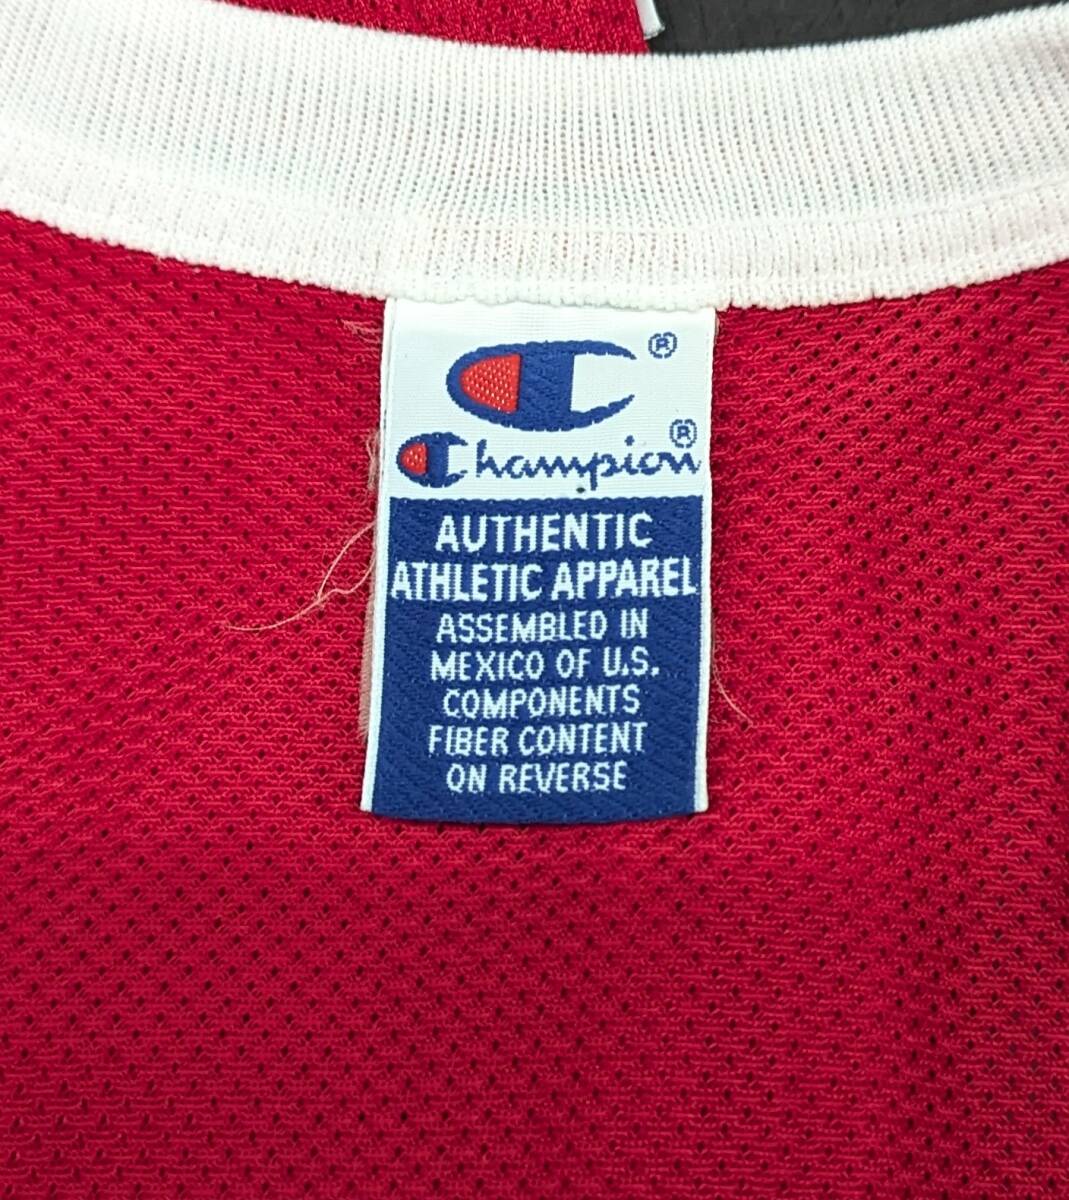 ®
Champion®
AUTHENTIC
ATHLETIC APPAREL
ASSEMBLED IN
MEXICO OF U.S.
COMPONENTS
FIBER CONTENT
ON REVERSE